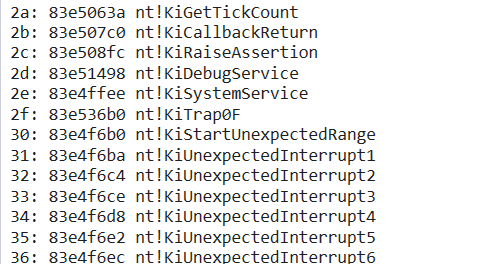 2a: 83e5063a nt!KiGetTickCount
2b: 83e507c0 nt!KiCallbackReturn
2c: 83e508fc nt!KiRaiseAssertion
2d: 83e51498 nt!KiDebugService
2e: 83e4ffee nt!KiSystemService
2f: 83e536b0 nt!KiTrap0F
30: 83e4f6b0 nt!KiStartUnexpectedRange
31: 83e4f6ba nt!KiUnexpectedInterrupt1
32: 83e4f6c4 nt!KiUnexpectedInterrupt2
33: 83e4f6ce nt!KiUnexpectedInterrupt3
34: 83e4f6d8 nt!KiUnexpectedInterrupt4
35: 83e4f6e2 nt!KiUnexpectedInterrupt5
36: 83e4f6ec nt!KiUnexpectedInterrupt6